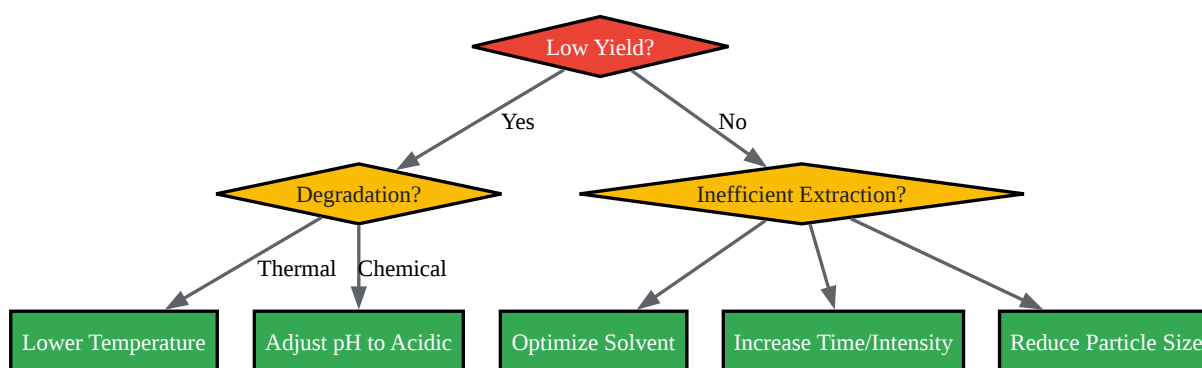 Low Yield?
Yes
No
Degradation?
Inefficient Extraction?
Thermal
Chemical
Lower Temperature
Adjust pH to Acidic
Optimize Solvent
Increase Time/Intensity
Reduce Particle Size